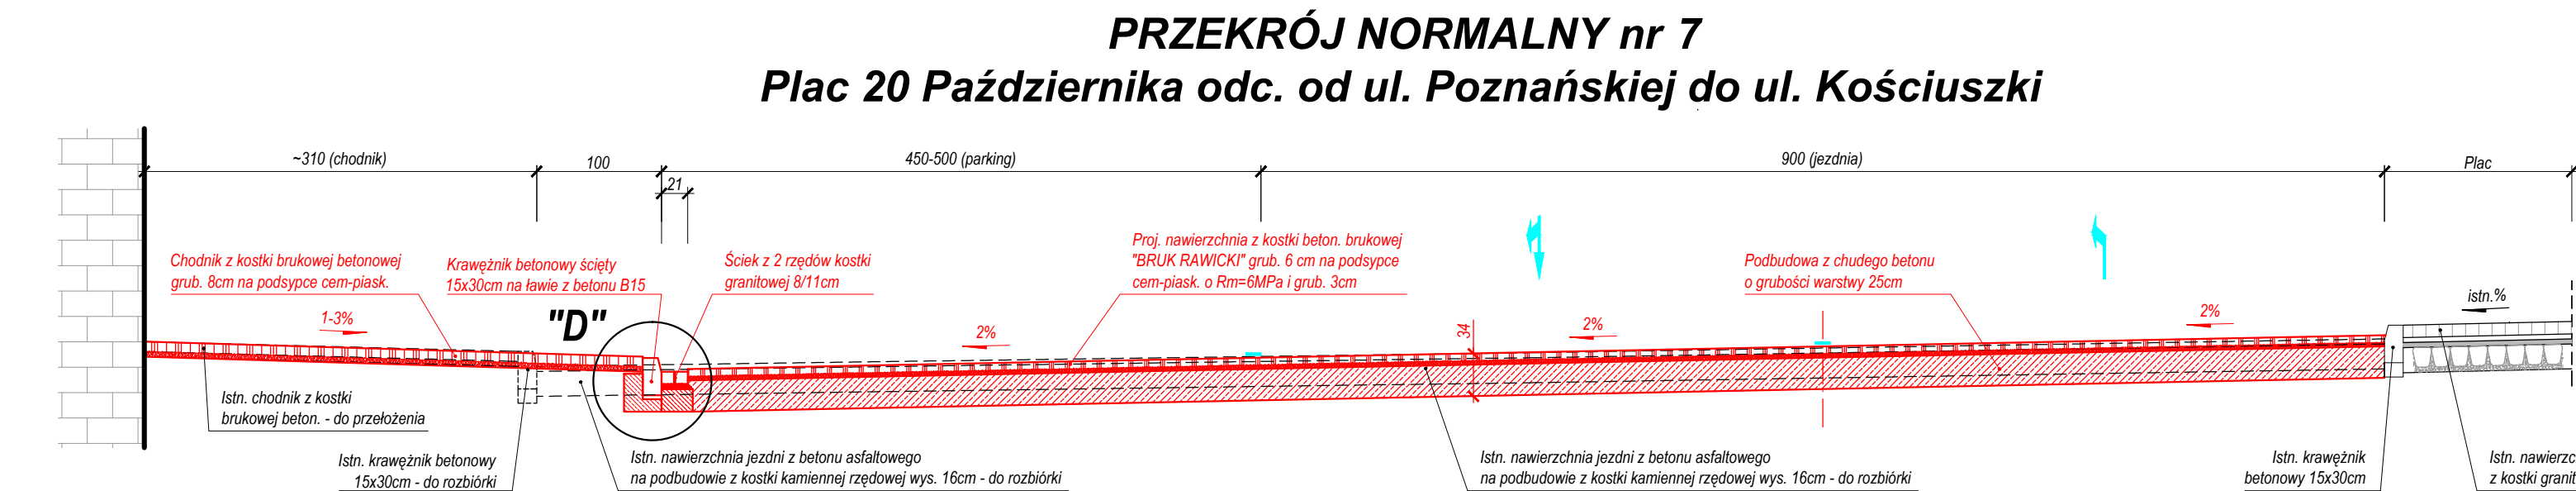 PRZEKRÓJ NORMALNY nr 7
Plac 20 Października odc. od ul. Poznańskiej do ul. Kościuszki
~310 (chodnik)
100
450-500 (parking)
900 (jezdnia)
Plac
21
Chodnik z kostki brukowej betonowej
grub. 8cm na podsypce cem-piask.
Krawężnik betonowy ścięty
15x30cm na ławie z betonu B15
Ściek z 2 rzędów kostki
granitowej 8/11cm
Proj. nawierzchnia z kostki beton. brukowej
"BRUK RAWICKI" grub. 6 cm na podsypce
cem-piask. o Rm=6MPa i grub. 3cm
Podbudowa z chudego betonu
o grubości warstwy 25cm
istn.%
1-3%
"D"
2%
34
2%
2%
Istn. chodnik z kostki
brukowej beton. - do przełożenia
Istn. krawężnik betonowy
15x30cm - do rozbiórki
Istn. nawierzchnia jezdni z betonu asfaltowego
na podbudowie z kostki kamiennej rzędowej wys. 16cm - do rozbiórki
Istn. nawierzchnia jezdni z betonu asfaltowego
na podbudowie z kostki kamiennej rzędowej wys. 16cm - do rozbiórki
Istn. krawężnik
betonowy 15x30cm
Istn. nawierzc
z kostki granit